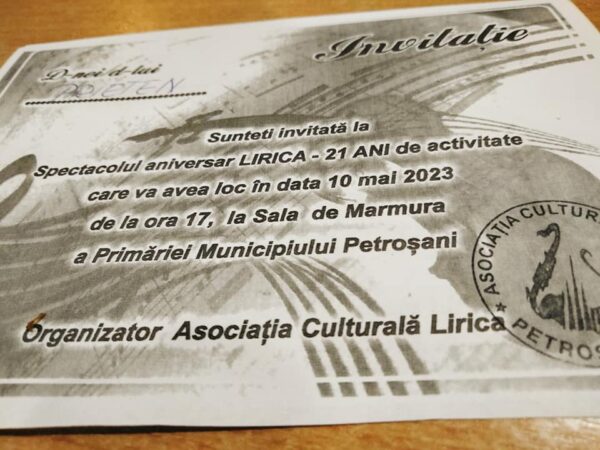 Invitație
D-nei d-lui
PRIETEN
Sunteti invitată la
Spectacolul aniversar LIRICA - 21 ANI de activitate
care va avea loc în data 10 mai 2023
de la ora 17, la Sala de Marmura
a Primăriei Municipiului Petroșani
Organizator Asociația Culturală Lirica
ASOCIAȚIA CULTURA
PETROȘ